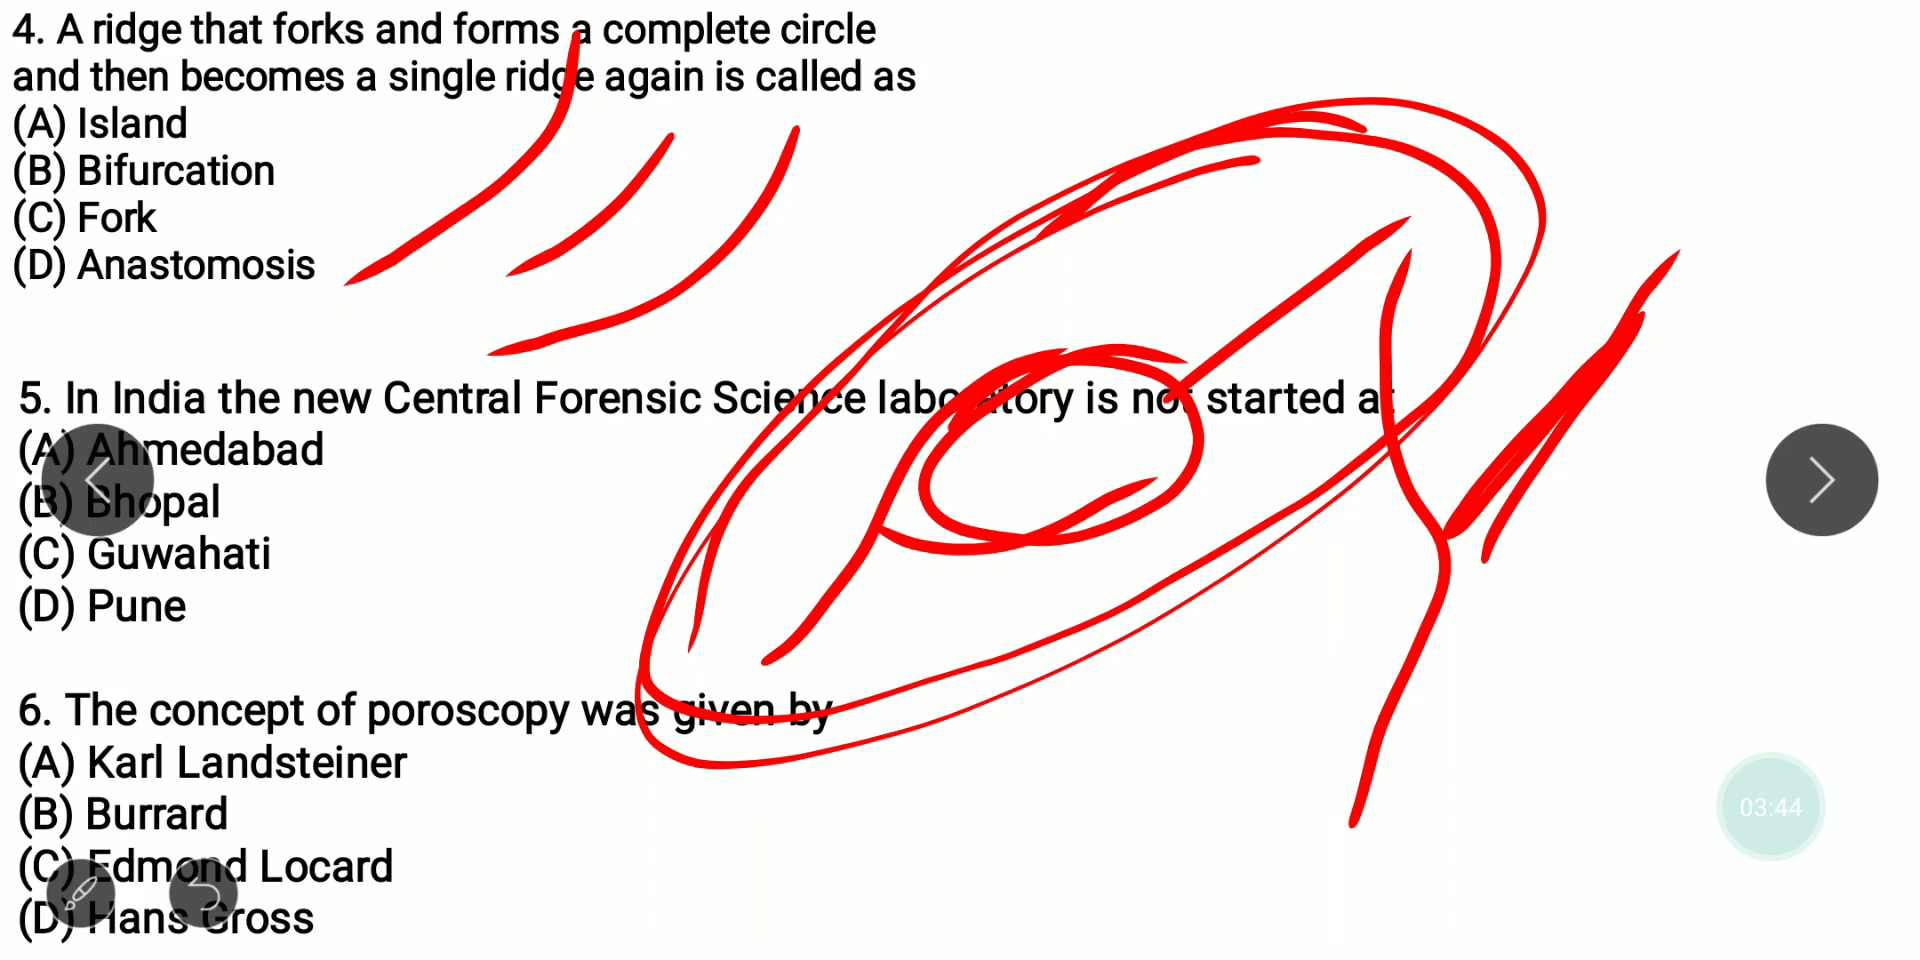 4. A ridge that forks and forms a complete circle
and then becomes a single ridge again is called as
(A) Island
(B) Bifurcation
(C) Fork
(D) Anastomosis
5. In India the new Central Forensic Science laboratory is not started at
(A) Ahmedabad
(B) Bhopal
(C) Guwahati
(D) Pune
6. The concept of poroscopy was given by
(A) Karl Landsteiner
(B) Burrard
(C) Edmond Locard
(D) Hans Gross
03:44